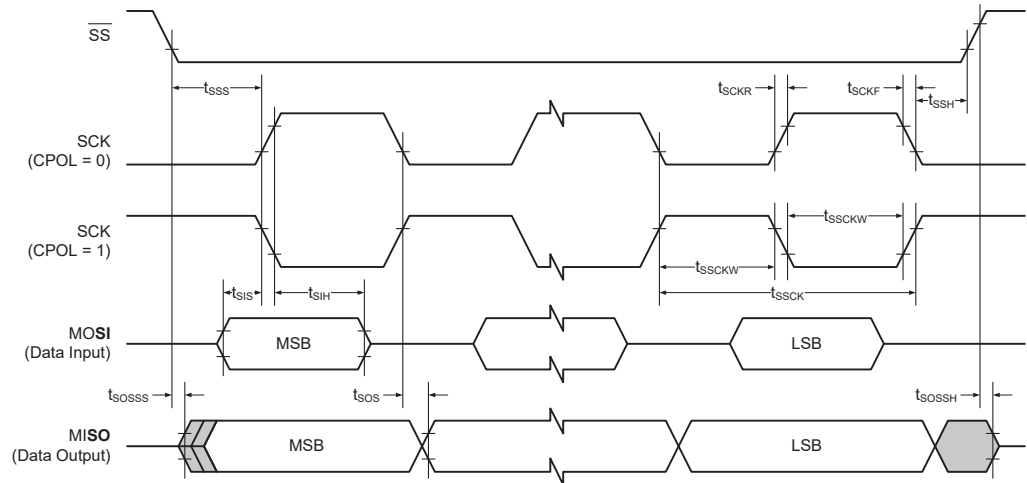 SS
tSSS
tSCKR
tSCKF
tSSH
SCK
(CPOL = 0)
SCK
(CPOL = 1)
tSSCKW
tSSCKW
tSSCK
tSIS
tSIH
MOSI
(Data Input)
MSB
LSB
tSOSSS
tSOS
tSOSSH
MISO
(Data Output)
MSB
LSB